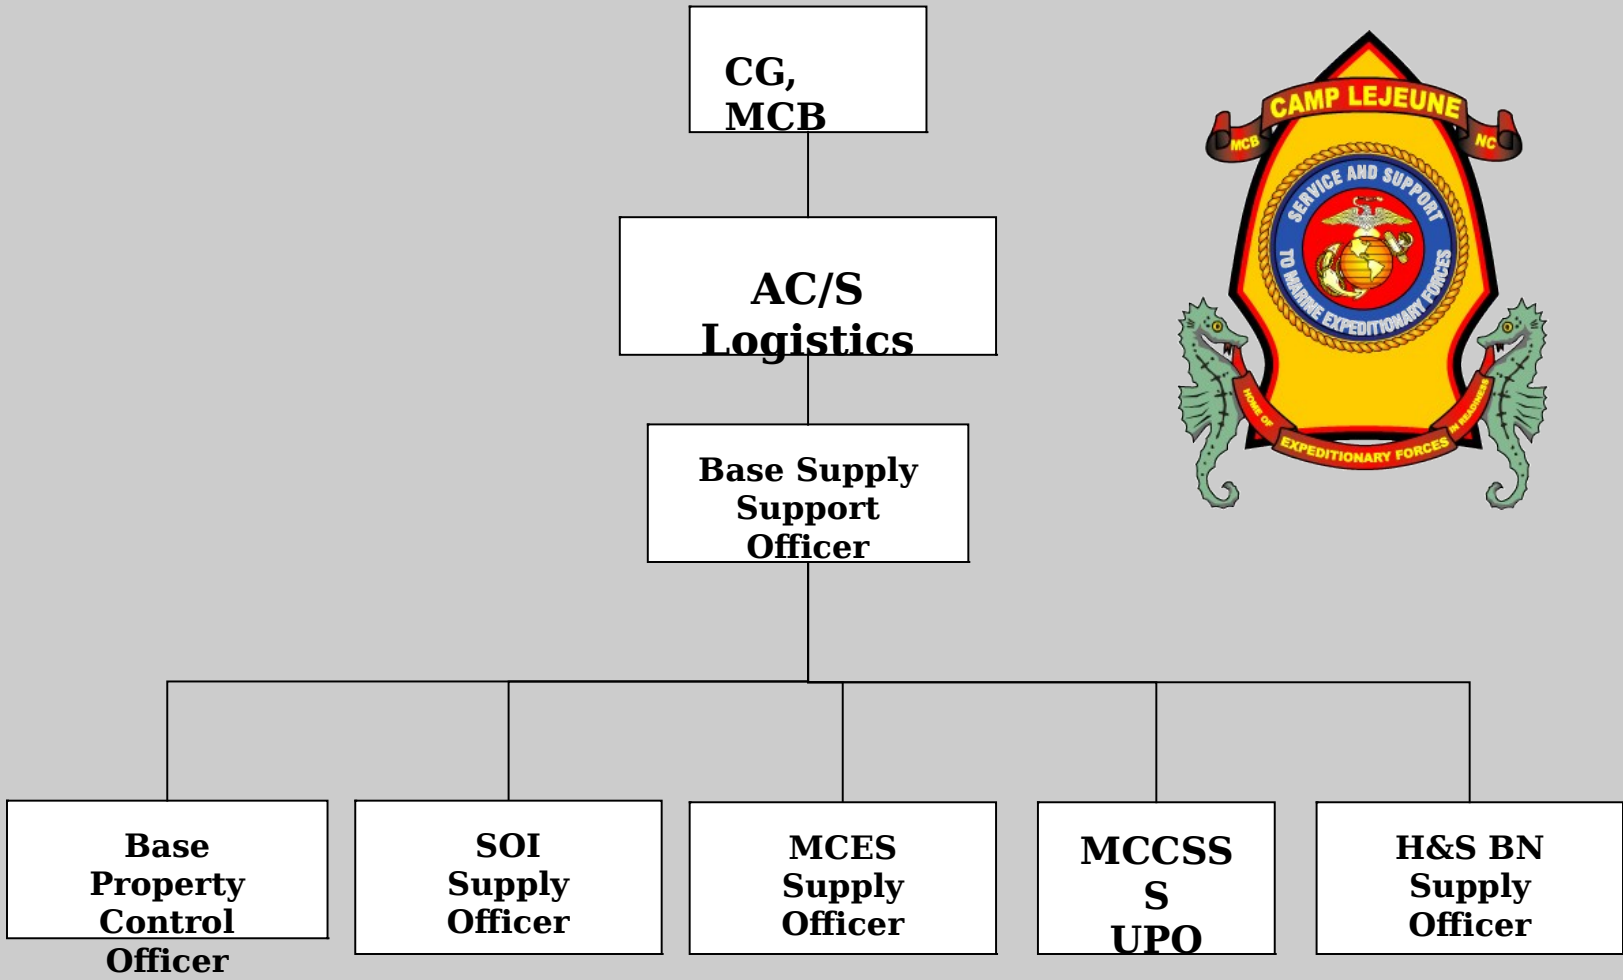 CG,
MCB
CAMP LEJEUNE
MCB
NC
SERVICE AND SUPPORT
TO MARINE EXPEDITIONARY FORCES
HOME OF
EXPEDITIONARY FORCES
IN READINESS
AC/S
Logistics
Base Supply
Support
Officer
Base
Property
Control
Officer
SOI
Supply
Officer
MCES
Supply
Officer
MCCSS
S
UPO
H&S BN
Supply
Officer